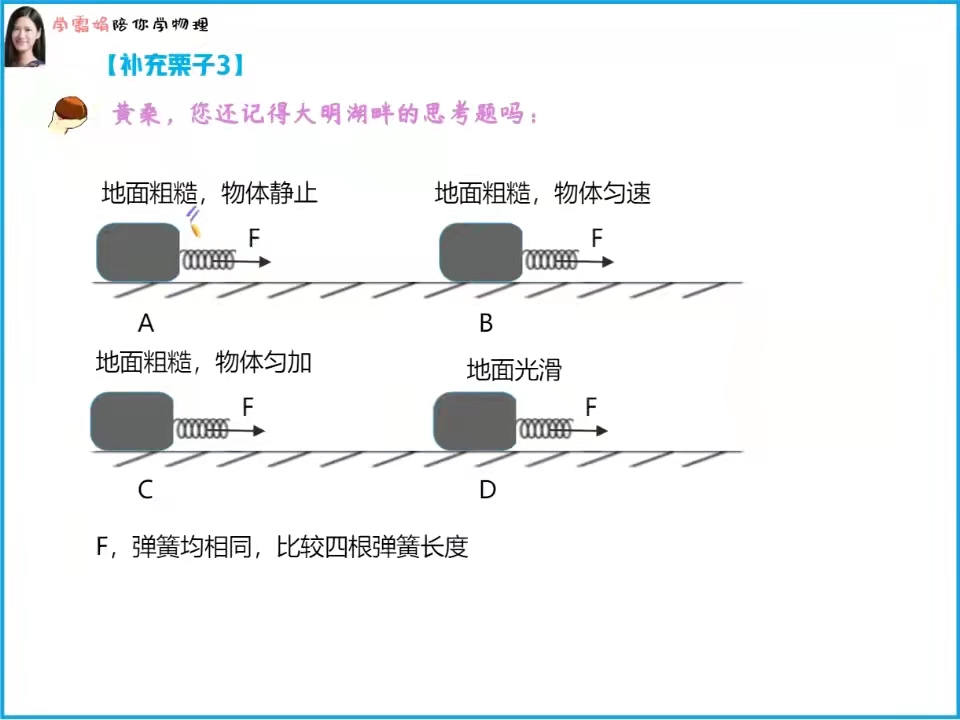 学霸娟陪你学物理
【补充栗子3】
黄桑，您还记得大明湖畔的思考题吗：
地面粗糙，物体静止
地面粗糙，物体匀速
F
F
A
B
地面粗糙，物体匀加
地面光滑
F
F
C
D
F，弹簧均相同，比较四根弹簧长度